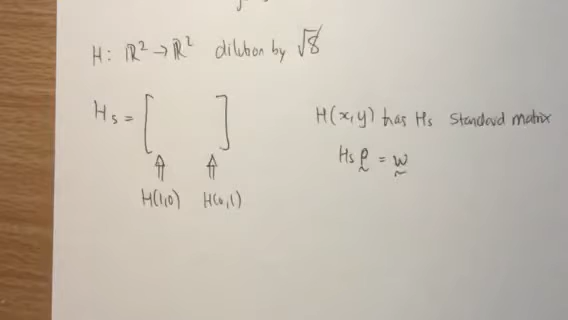 H: ℝ² → ℝ² dilation by √8
H(x,y) has Hs Standard matrix
Hs = [ ]
Hs p = w
H(1,0) H(0,1)